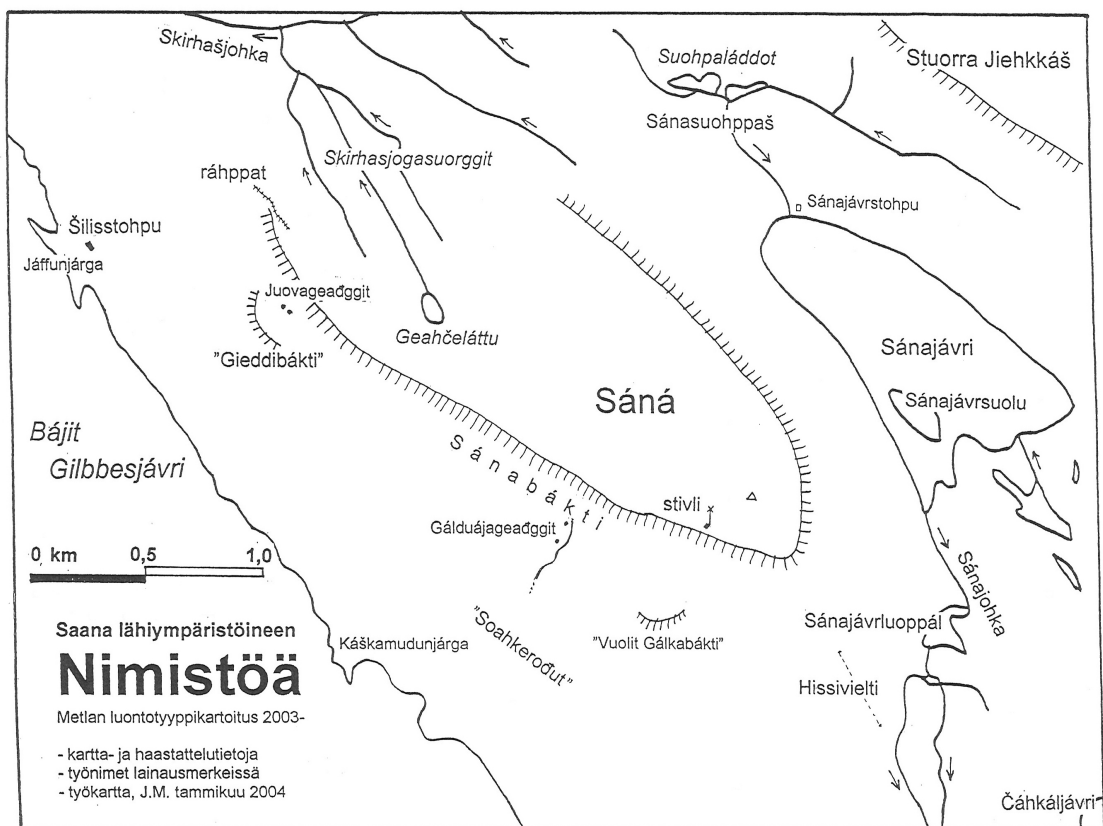 Skirhašjohka
Suohpaláddot
Stuorra Jiehkkáš
Sánasuohppaš
Skirhasjogasuorggit
ráhppat
Sánajávrstohpu
Šilisstohpu
Jáffunjárga
Juovageađggit
Geahčeláttu
"Gieddibákti"
Sánajávri
Sáná
Sánajávrsuolu
Bájit
Gilbbesjávri
Sánabákti
stivli
Gálduájageađggit
0 km 0,5 1,0
Sánajohka
Saana lähiympäristöineen
Nimistöä
Metlan luontotyyppikartoitus 2003-
- kartta- ja haastattelutietoja
- työnimet lainausmerkeissä
- työkartta, J.M. tammikuu 2004
Káškamudunjárga
"Soahkerođut"
"Vuolit Gálkabákti"
Sánajávrluoppál
Hissivielti
Čáhkáljávri